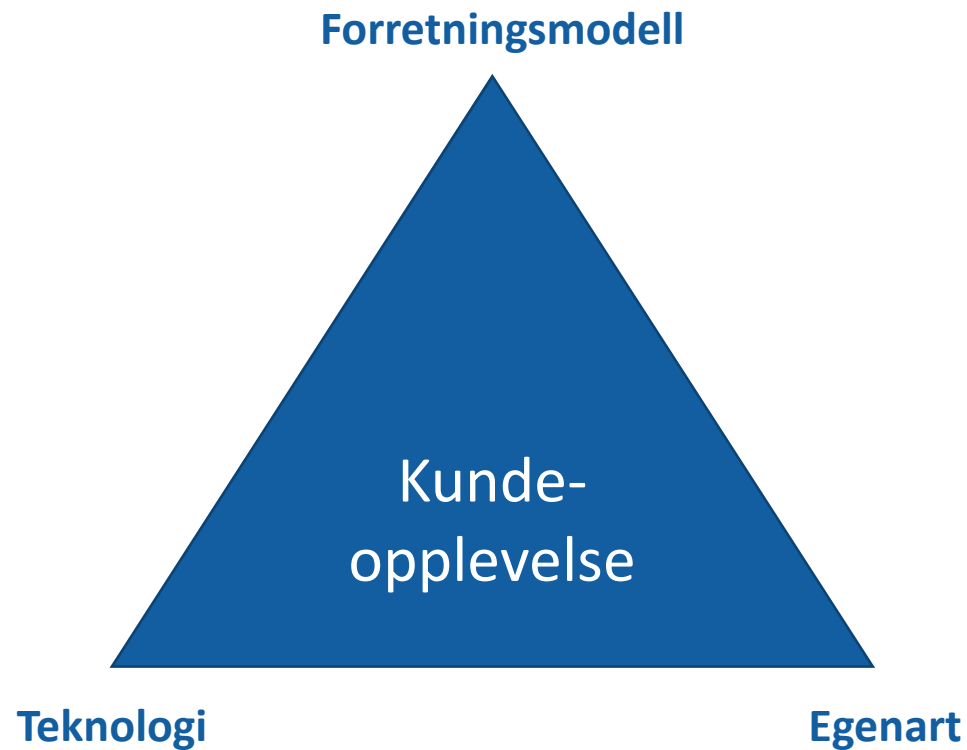 Forretningsmodell
Kunde-
opplevelse
Teknologi
Egenart